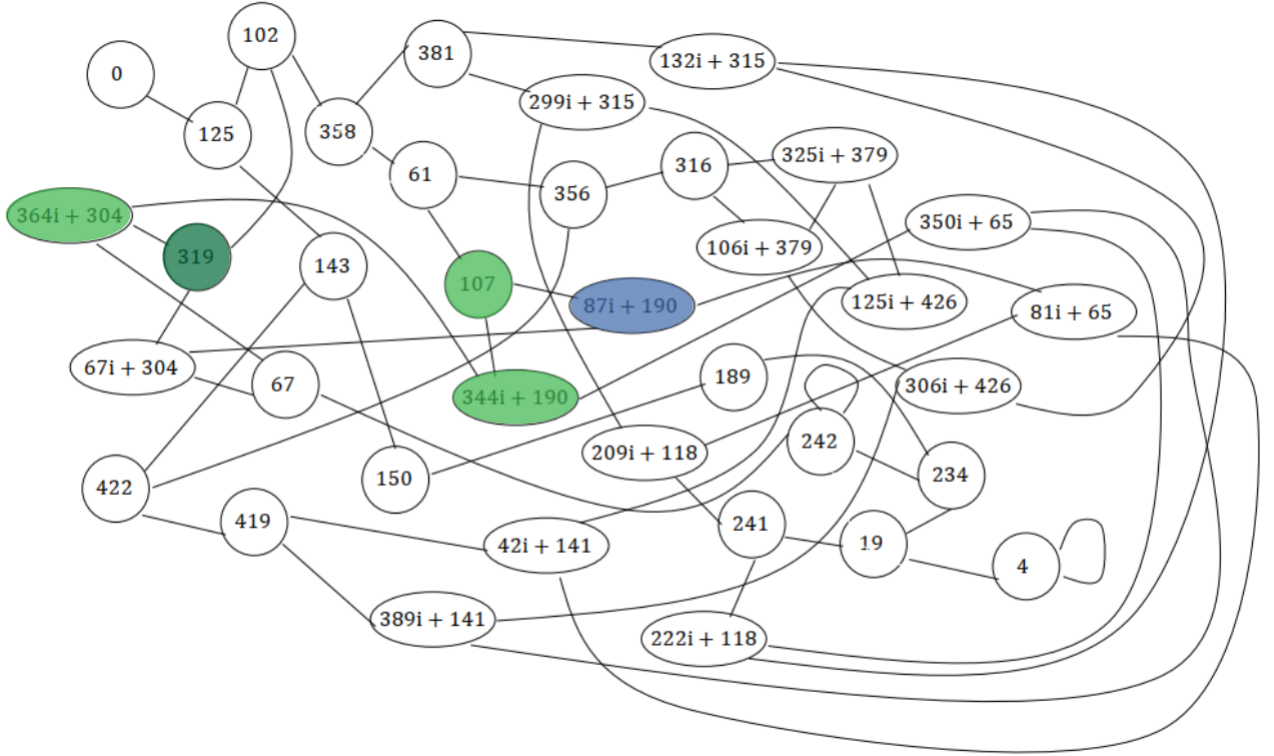 102
381
132i + 315
0
299i + 315
125
358
316
325i + 379
61
356
364i + 304
350i + 65
106i + 379
319
143
107
87i + 190
125i + 426
81i + 65
67i + 304
67
189
344i + 190
306i + 426
242
209i + 118
234
422
150
419
241
42i + 141
19
4
389i + 141
222i + 118